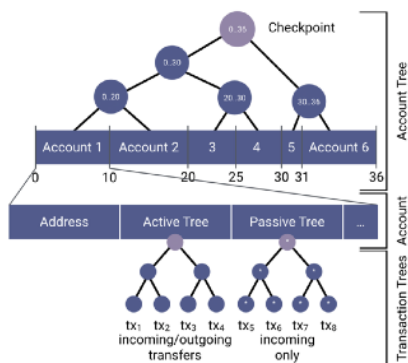 0..36
Checkpoint
0..30
0..20
20..30
30..36
Account 1
Account 2
3
4
5
Account 6
0
10
20
25
30
31
36
Account Tree
Address
Active Tree
Passive Tree
...
Account
*
*
*
*
*
*
*
tx₁
tx₂
tx₃
tx₄
tx₅
tx₆
tx₇
tx₈
incoming/outgoing
transfers
incoming
only
Transaction Trees